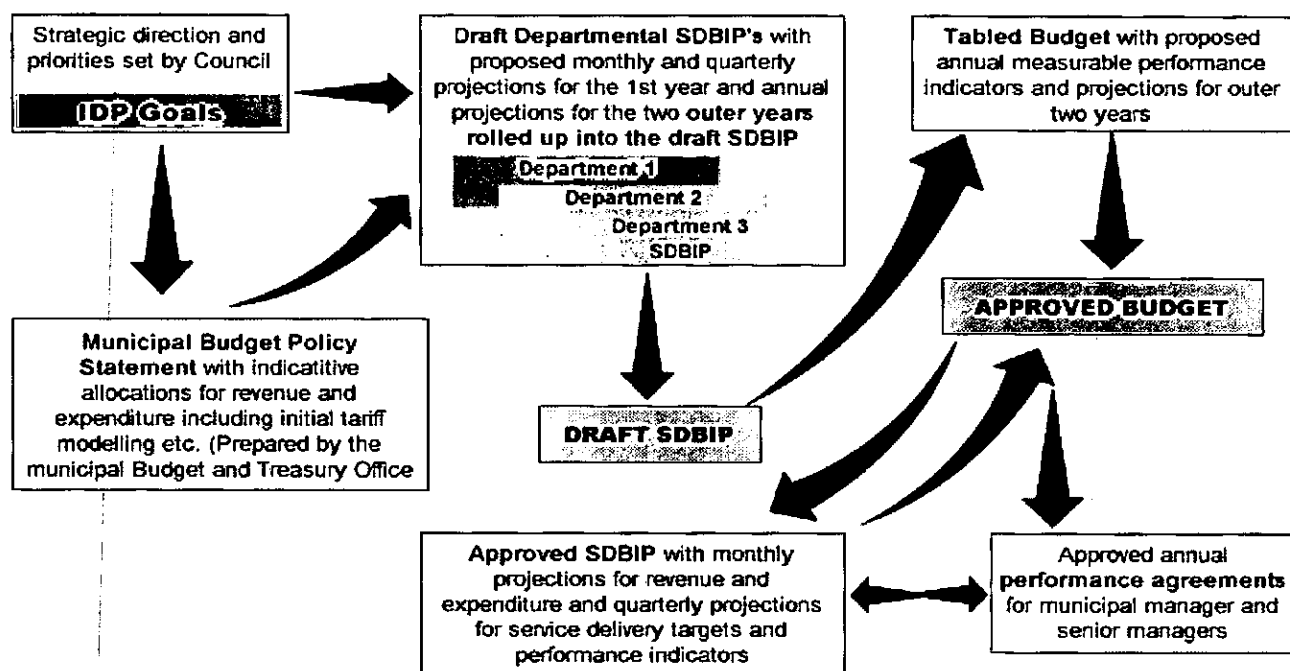 Strategic direction and
priorities set by Council
IDP Goals
Draft Departmental SDBIP's with
proposed monthly and quarterly
projections for the 1st year and annual
projections for the two outer years
rolled up into the draft SDBIP
Department 1
Department 2
Department 3
SDBIP
Tabled Budget with proposed
annual measurable performance
indicators and projections for outer
two years
Municipal Budget Policy
Statement with indicatitive
allocations for revenue and
expenditure including initial tariff
modelling etc. (Prepared by the
municipal Budget and Treasury Office
DRAFT SDBIP
APPROVED BUDGET
Approved SDBIP with monthly
projections for revenue and
expenditure and quarterly projections
for service delivery targets and
performance indicators
Approved annual
performance agreements
for municipal manager and
senior managers